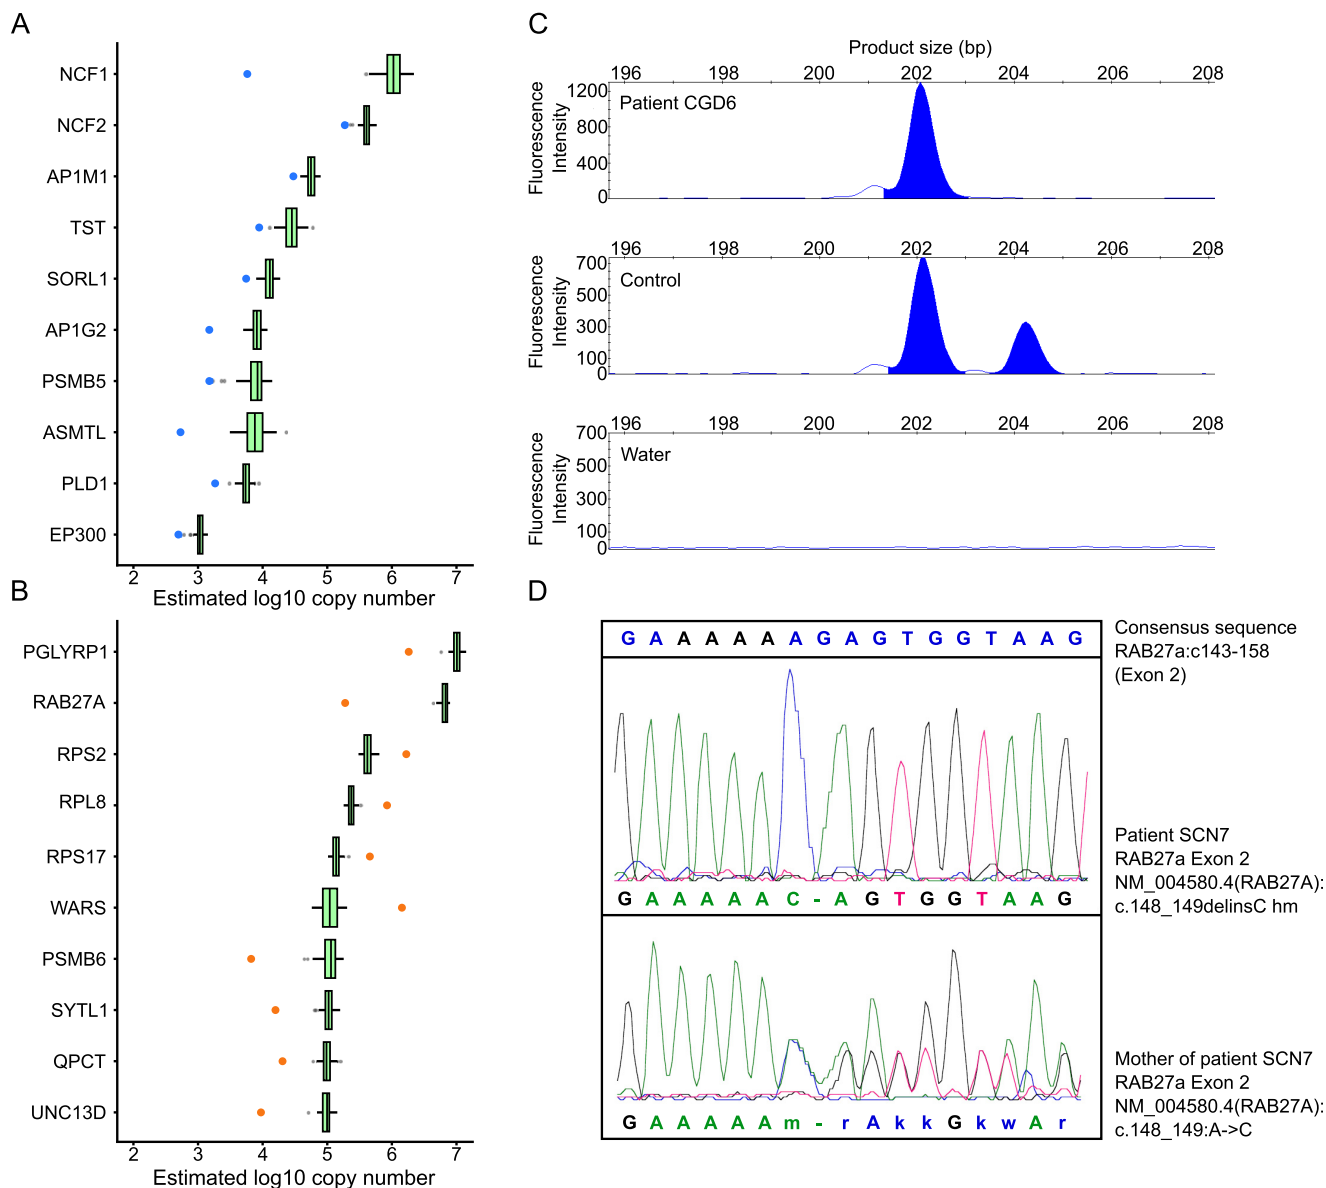 A
NCF1
NCF2
AP1M1
TST
SORL1
AP1G2
PSMB5
ASMTL
PLD1
EP300
2 3 4 5 6 7
Estimated log10 copy number
B
PGLYRP1
RAB27A
RPS2
RPL8
RPS17
WARS
PSMB6
SYTL1
QPCT
UNC13D
2 3 4 5 6 7
Estimated log10 copy number
C
Product size (bp)
196 198 200 202 204 206 208
Fluorescence
Intensity
1200
800
400
0
Patient CGD6
196 198 200 202 204 206 208
Fluorescence
Intensity
700
500
300
100
0
Control
196 198 200 202 204 206 208
Fluorescence
Intensity
700
500
300
100
0
Water
D
G A A A A A G A G T G G T A A G
Consensus sequence
RAB27a:c143-158
(Exon 2)
G A A A A A C - A G T G G T A A G
Patient SCN7
RAB27a Exon 2
NM_004580.4(RAB27A):
c.148_149delinsC hm
G A A A A A m - r A k k G k w A r
Mother of patient SCN7
RAB27a Exon 2
NM_004580.4(RAB27A):
c.148_149:A->C